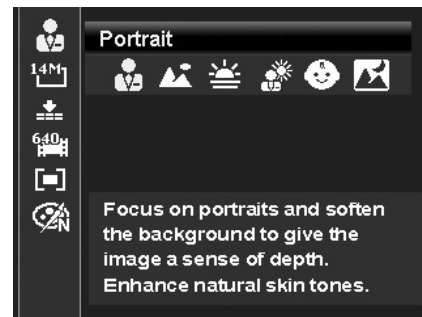 Portrait
14M
640
N
Focus on portraits and soften
the background to give the
image a sense of depth.
Enhance natural skin tones.